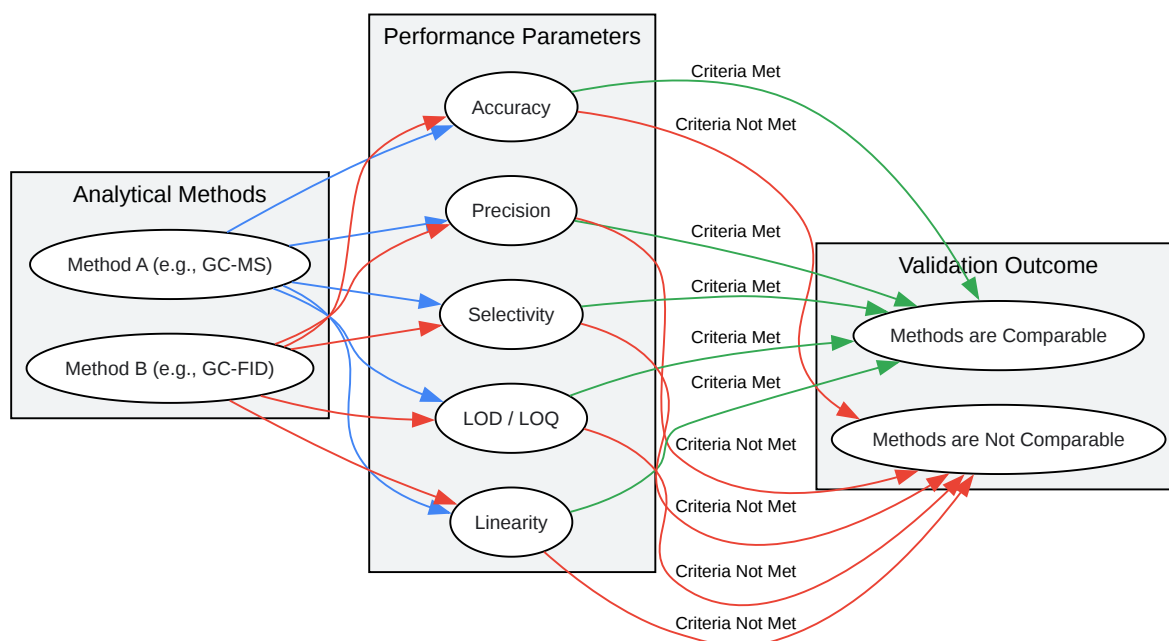 Performance Parameters
Criteria Met
Accuracy
Criteria Not Met
Analytical Methods
Precision
Criteria Met
Method A (e.g., GC-MS)
Validation Outcome
Criteria Met
Selectivity
Methods are Comparable
Criteria Met
Method B (e.g., GC-FID)
Criteria Met
LOD / LOQ
Methods are Not Comparable
Criteria Not Met
Criteria Not Met
Linearity
Criteria Not Met
Criteria Not Met